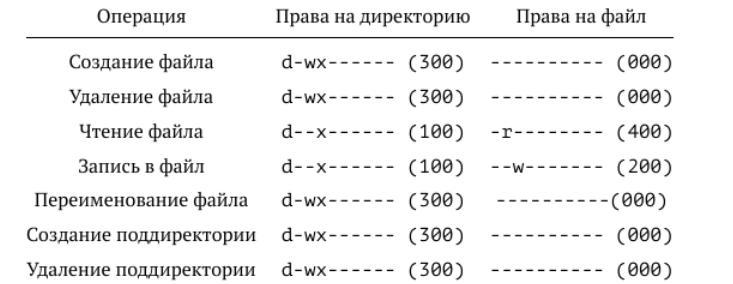 Операция Права на директорию Права на файл
Создание файла d-wx------ (300) ---------- (000)
Удаление файла d-wx------ (300) ---------- (000)
Чтение файла d--x------ (100) -r-------- (400)
Запись в файл d--x------ (100) --w------- (200)
Переименование файла d-wx------ (300) ----------(000)
Создание поддиректории d-wx------ (300) ---------- (000)
Удаление поддиректории d-wx------ (300) ---------- (000)